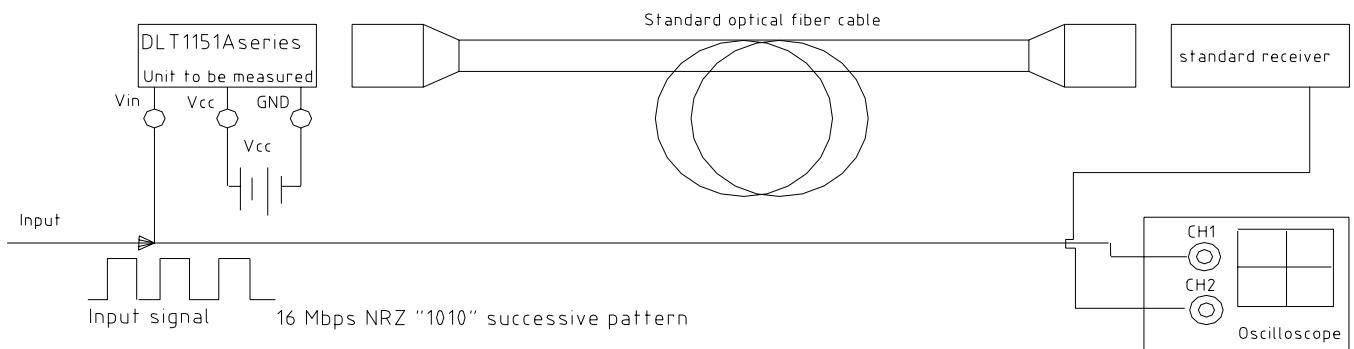 Standard optical fiber cable
DLT1151Aseries
Unit to be measured
standard receiver
Vin
Vcc
GND
Vcc
Input
CH1
CH2
Oscilloscope
Input signal
16 Mbps NRZ "1010" successive pattern